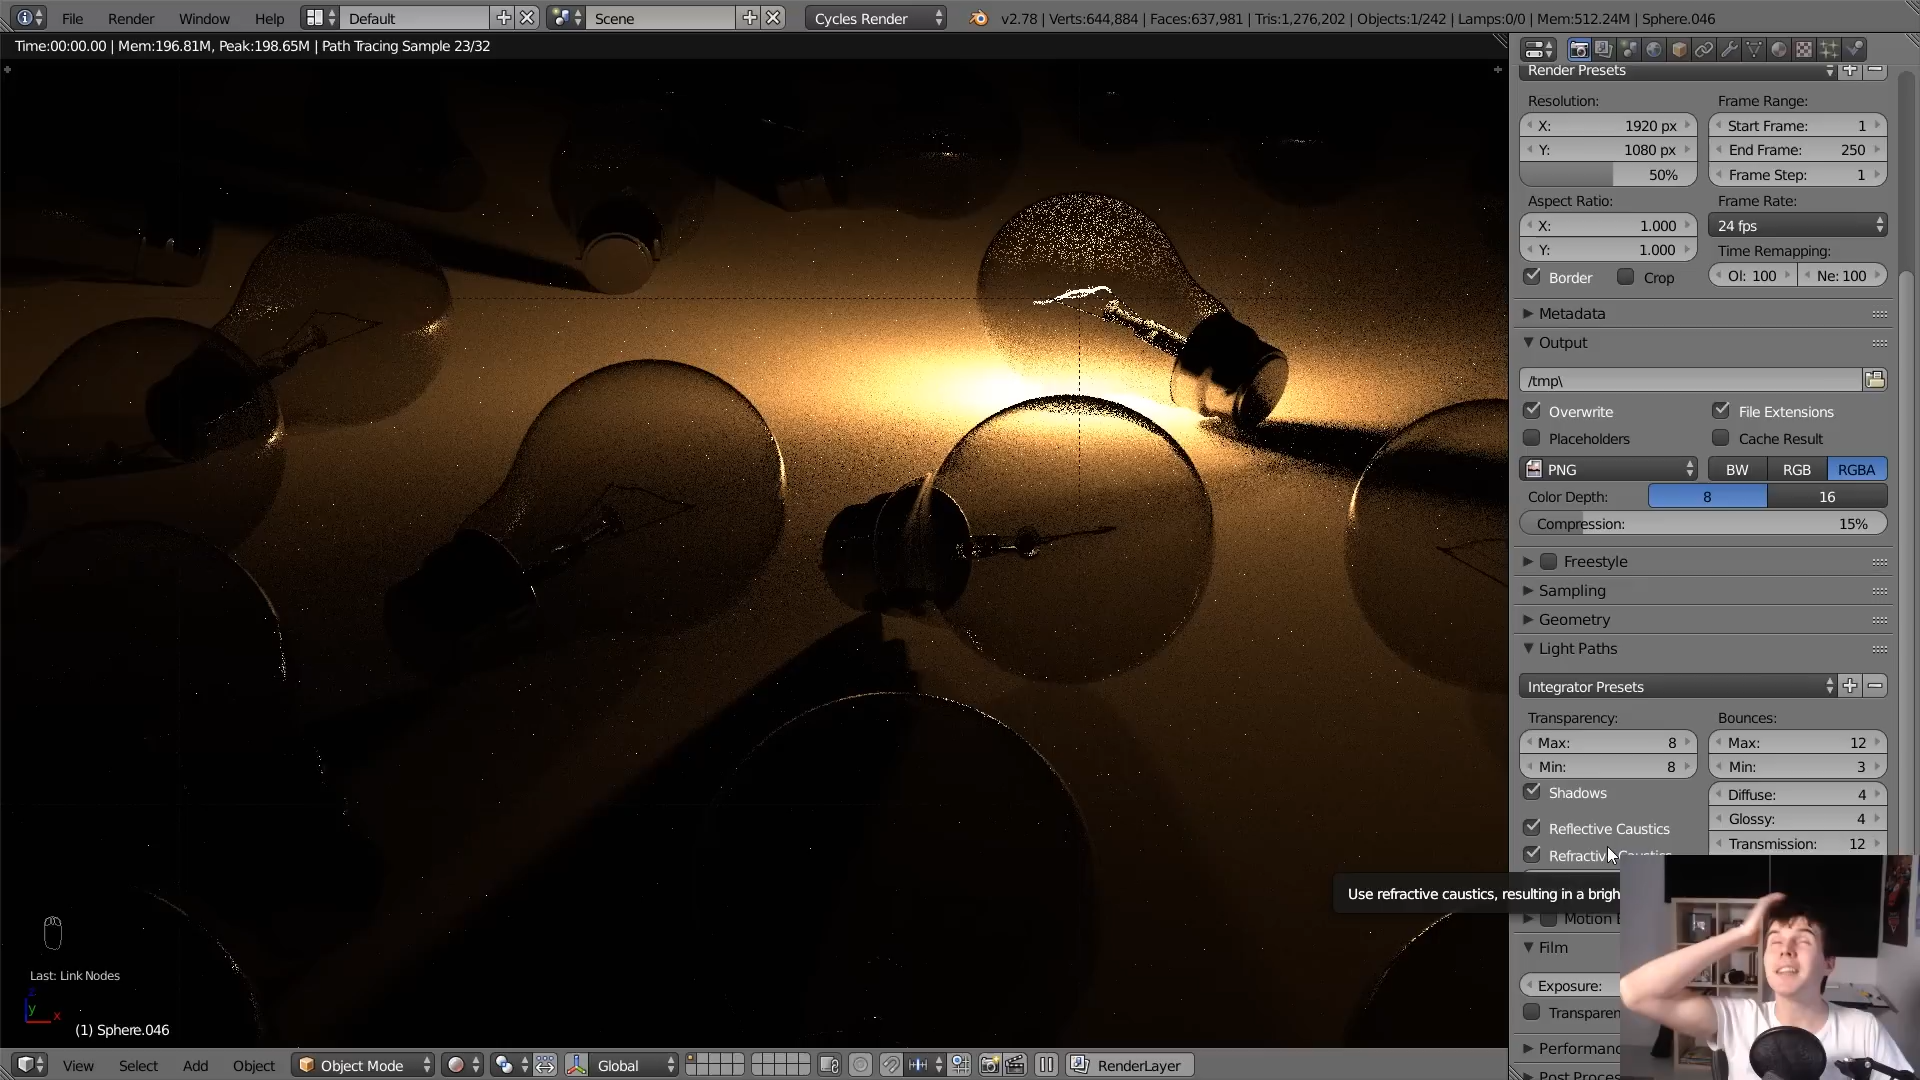 File Render Window Help Default Scene Cycles Render v2.78 | Verts:644,884 | Faces:637,981 | Tris:1,276,202 | Objects:1/242 | Lamps:0/0 | Mem:512.24M | Sphere.046
Time:00:00.00 | Mem:196.81M, Peak:198.65M | Path Tracing Sample 23/32
Render Presets
Resolution: Frame Range:
X: 1920 px Start Frame: 1
Y: 1080 px End Frame: 250
50% Frame Step: 1
Aspect Ratio: Frame Rate:
X: 1.000 24 fps
Y: 1.000 Time Remapping:
Border Crop Ol: 100 Ne: 100
Metadata
Output
/tmp\
Overwrite File Extensions
Placeholders Cache Result
PNG BW RGB RGBA
Color Depth: 8 16
Compression: 15%
Freestyle
Sampling
Geometry
Light Paths
Integrator Presets
Transparency: Bounces:
Max: 8 Max: 12
Min: 8 Min: 3
Shadows Diffuse: 4
Reflective Caustics Glossy: 4
Refractive Caustics Transmission: 12
Use refractive caustics, resulting in a brigh
Motion B
Film
Exposure:
Transparen
Performanc
Post Proces
Last: Link Nodes
z
y
x
(1) Sphere.046
View Select Add Object Object Mode Global RenderLayer